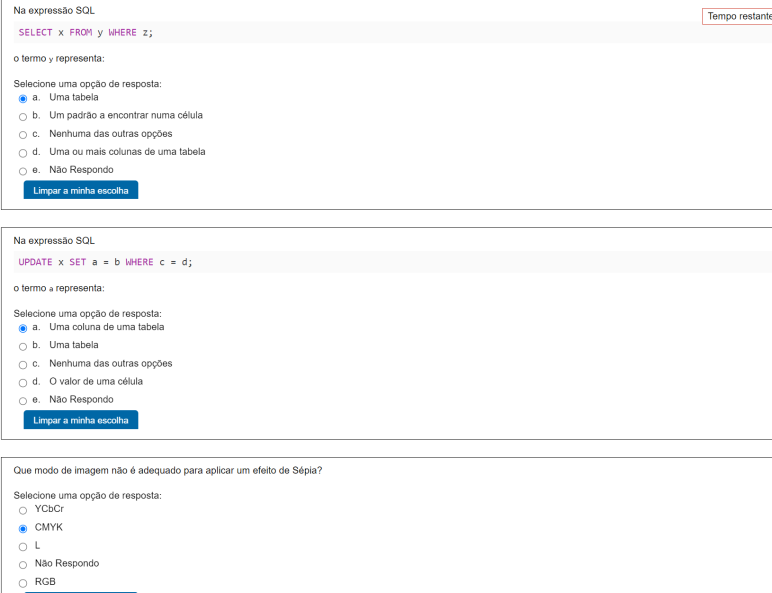 Na expressão SQL
Tempo restante
SELECT x FROM y WHERE z;
o termo y representa:
Selecione uma opção de resposta:
a. Uma tabela
b. Um padrão a encontrar numa célula
c. Nenhuma das outras opções
d. Uma ou mais colunas de uma tabela
e. Não Respondo
Limpar a minha escolha
Na expressão SQL
UPDATE x SET a = b WHERE c = d;
o termo a representa:
Selecione uma opção de resposta:
a. Uma coluna de uma tabela
b. Uma tabela
c. Nenhuma das outras opções
d. O valor de uma célula
e. Não Respondo
Limpar a minha escolha
Que modo de imagem não é adequado para aplicar um efeito de Sépia?
Selecione uma opção de resposta:
YCbCr
CMYK
L
Não Respondo
RGB